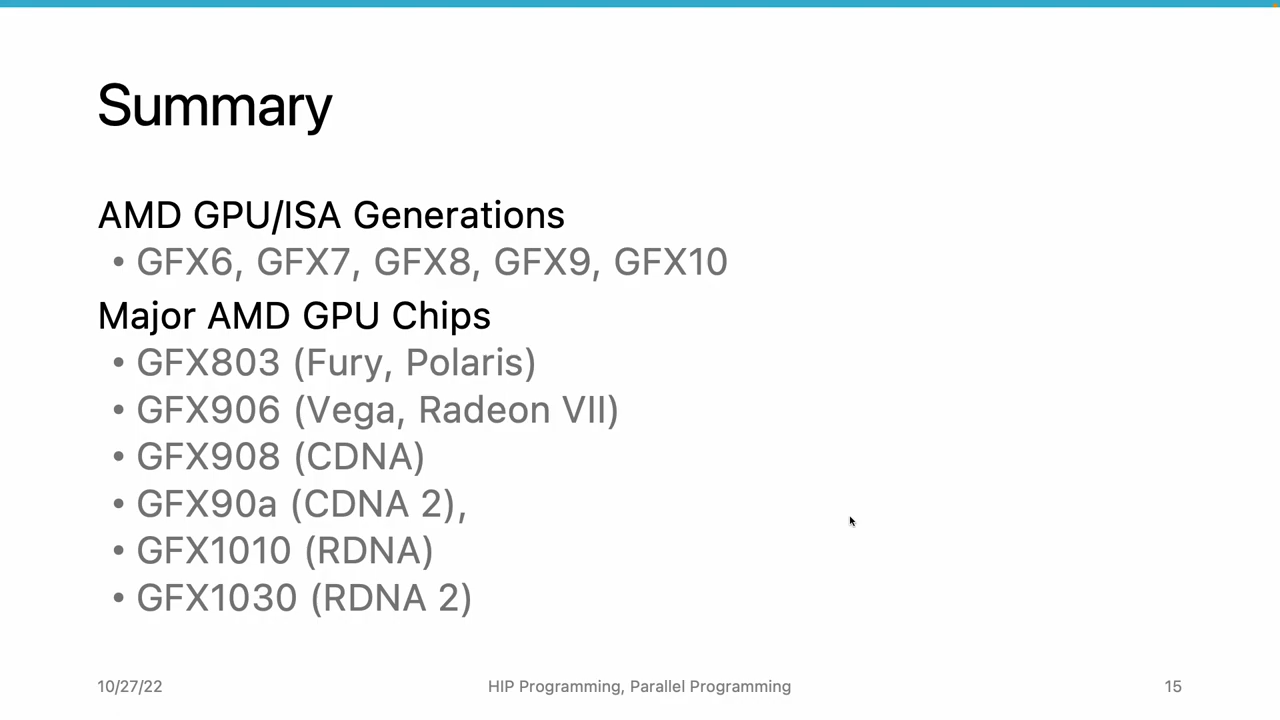 Summary
AMD GPU/ISA Generations
• GFX6, GFX7, GFX8, GFX9, GFX10
Major AMD GPU Chips
• GFX803 (Fury, Polaris)
• GFX906 (Vega, Radeon VII)
• GFX908 (CDNA)
• GFX90a (CDNA 2),
• GFX1010 (RDNA)
• GFX1030 (RDNA 2)
10/27/22 HIP Programming, Parallel Programming 15